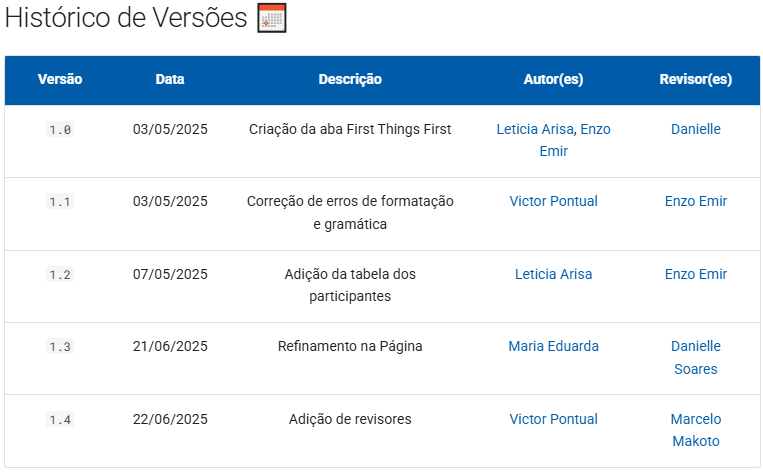 Histórico de Versões
Versão Data Descrição Autor(es) Revisor(es)
1.0 03/05/2025 Criação da aba First Things First Leticia Arisa, Enzo Danielle
Emir
1.1 03/05/2025 Correção de erros de formatação Victor Pontual Enzo Emir
e gramática
1.2 07/05/2025 Adição da tabela dos Leticia Arisa Enzo Emir
participantes
1.3 21/06/2025 Refinamento na Página Maria Eduarda Danielle
Soares
1.4 22/06/2025 Adição de revisores Victor Pontual Marcelo
Makoto